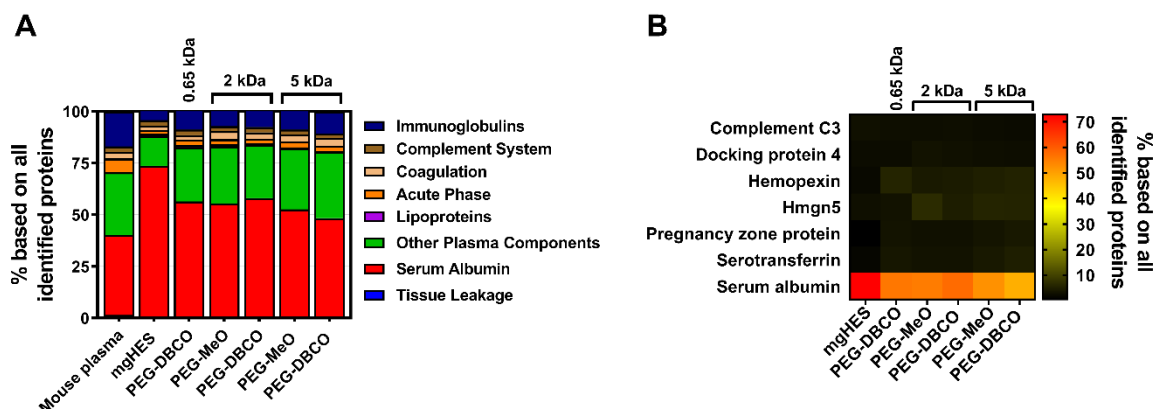 A
0.65 kDa
2 kDa
5 kDa
% based on all
identified proteins
100
75
50
25
0
Mouse plasma
mgHES
PEG-DBCO
PEG-MeO
PEG-DBCO
PEG-MeO
PEG-DBCO
Immunoglobulins
Complement System
Coagulation
Acute Phase
Lipoproteins
Other Plasma Components
Serum Albumin
Tissue Leakage
B
0.65 kDa
2 kDa
5 kDa
Complement C3
Docking protein 4
Hemopexin
Hmgn5
Pregnancy zone protein
Serotransferrin
Serum albumin
mgHES
PEG-DBCO
PEG-MeO
PEG-DBCO
PEG-MeO
PEG-DBCO
70
60
50
40
30
20
10
% based on all
identified proteins